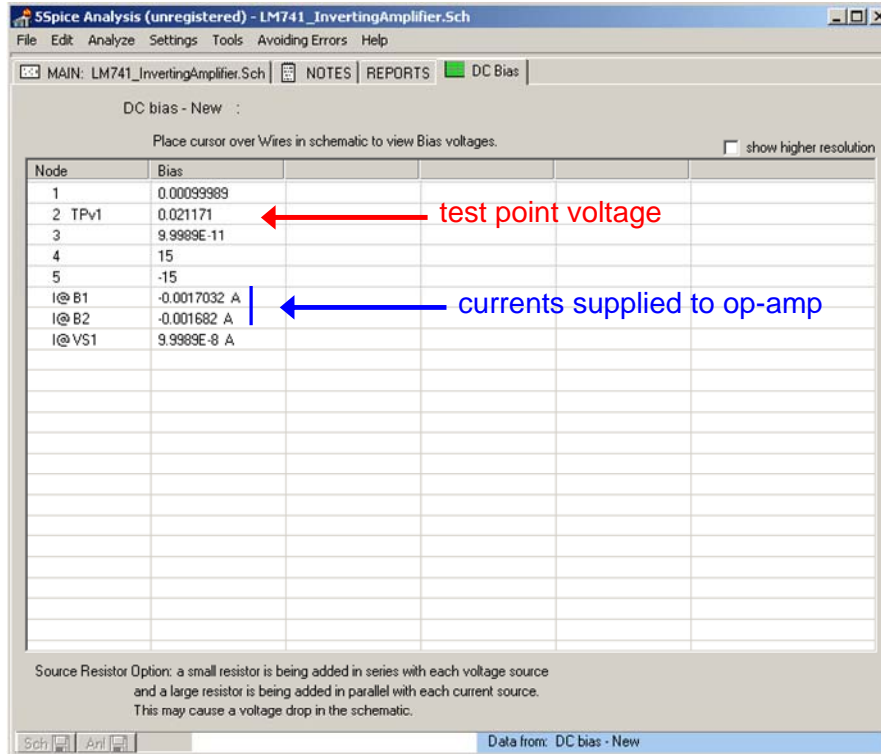 5Spice Analysis (unregistered) - LM741_InvertingAmplifier.Sch
File Edit Analyze Settings Tools Avoiding Errors Help
MAIN: LM741_InvertingAmplifier.Sch NOTES REPORTS DC Bias
DC bias - New :
Place cursor over Wires in schematic to view Bias voltages.
show higher resolution
Node Bias
1 0.00099989
2 TPv1 0.021171 test point voltage
3 9.9989E-11
4 15
5 -15
I@ B1 -0.0017032 A
currents supplied to op-amp
I@ B2 -0.001682 A
I@ VS1 9.9989E-8 A
Source Resistor Option: a small resistor is being added in series with each voltage source
and a large resistor is being added in parallel with each current source.
This may cause a voltage drop in the schematic.
Sch Anl Data from: DC bias - New